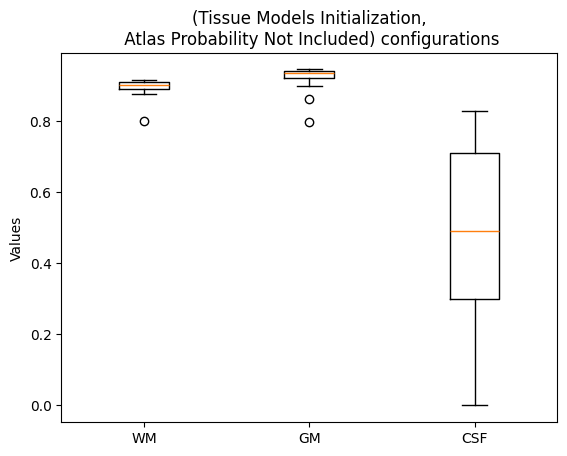 (Tissue Models Initialization,
Atlas Probability Not Included) configurations
Values
0.8
0.6
0.4
0.2
0.0
WM GM CSF